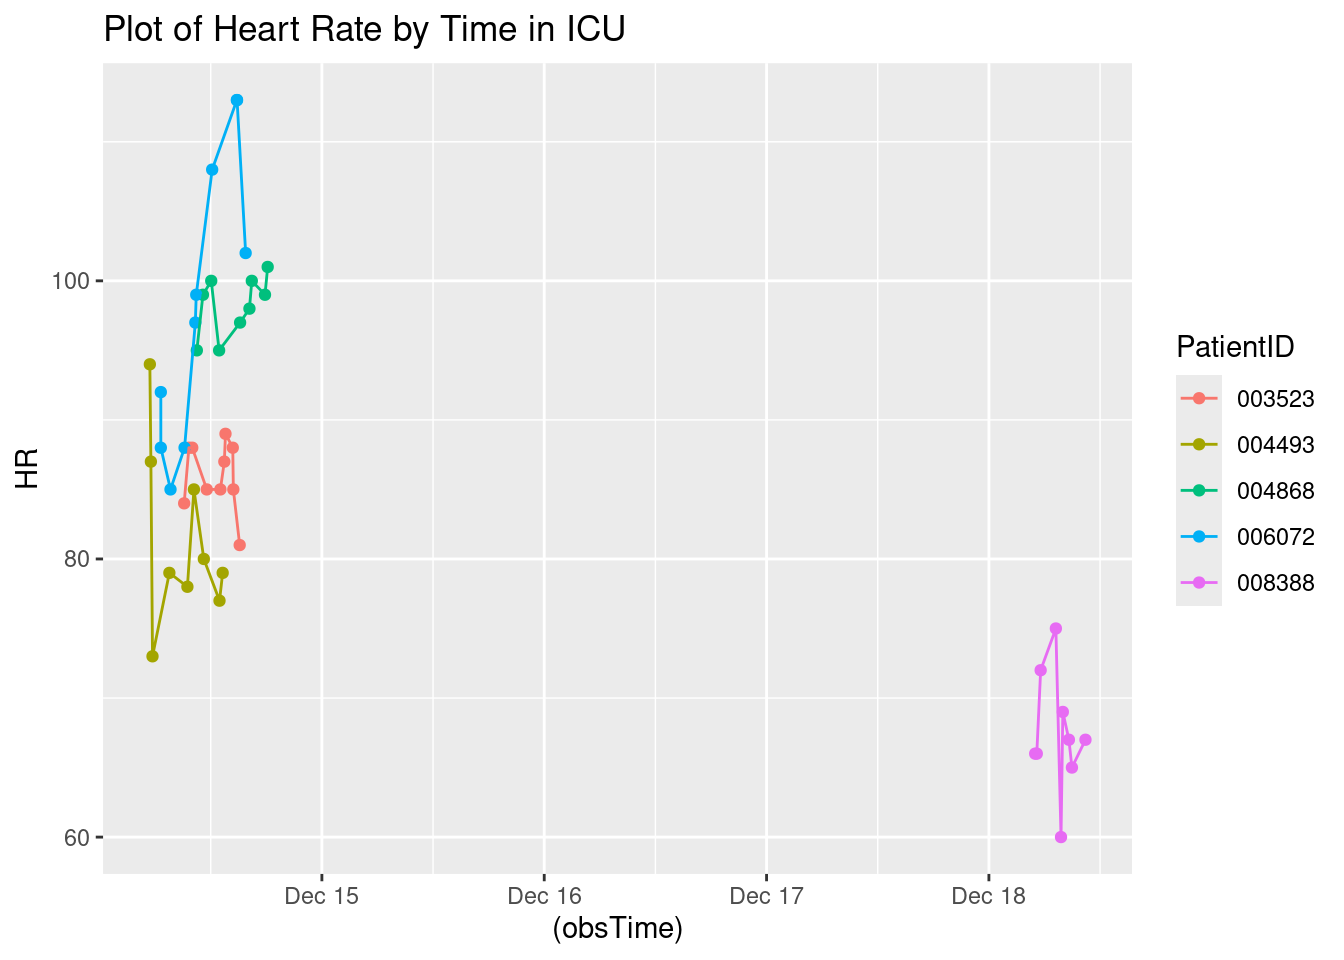 Plot of Heart Rate by Time in ICU
HR
100
80
60
Dec 15
Dec 16
Dec 17
Dec 18
(obsTime)
PatientID
003523
004493
004868
006072
008388